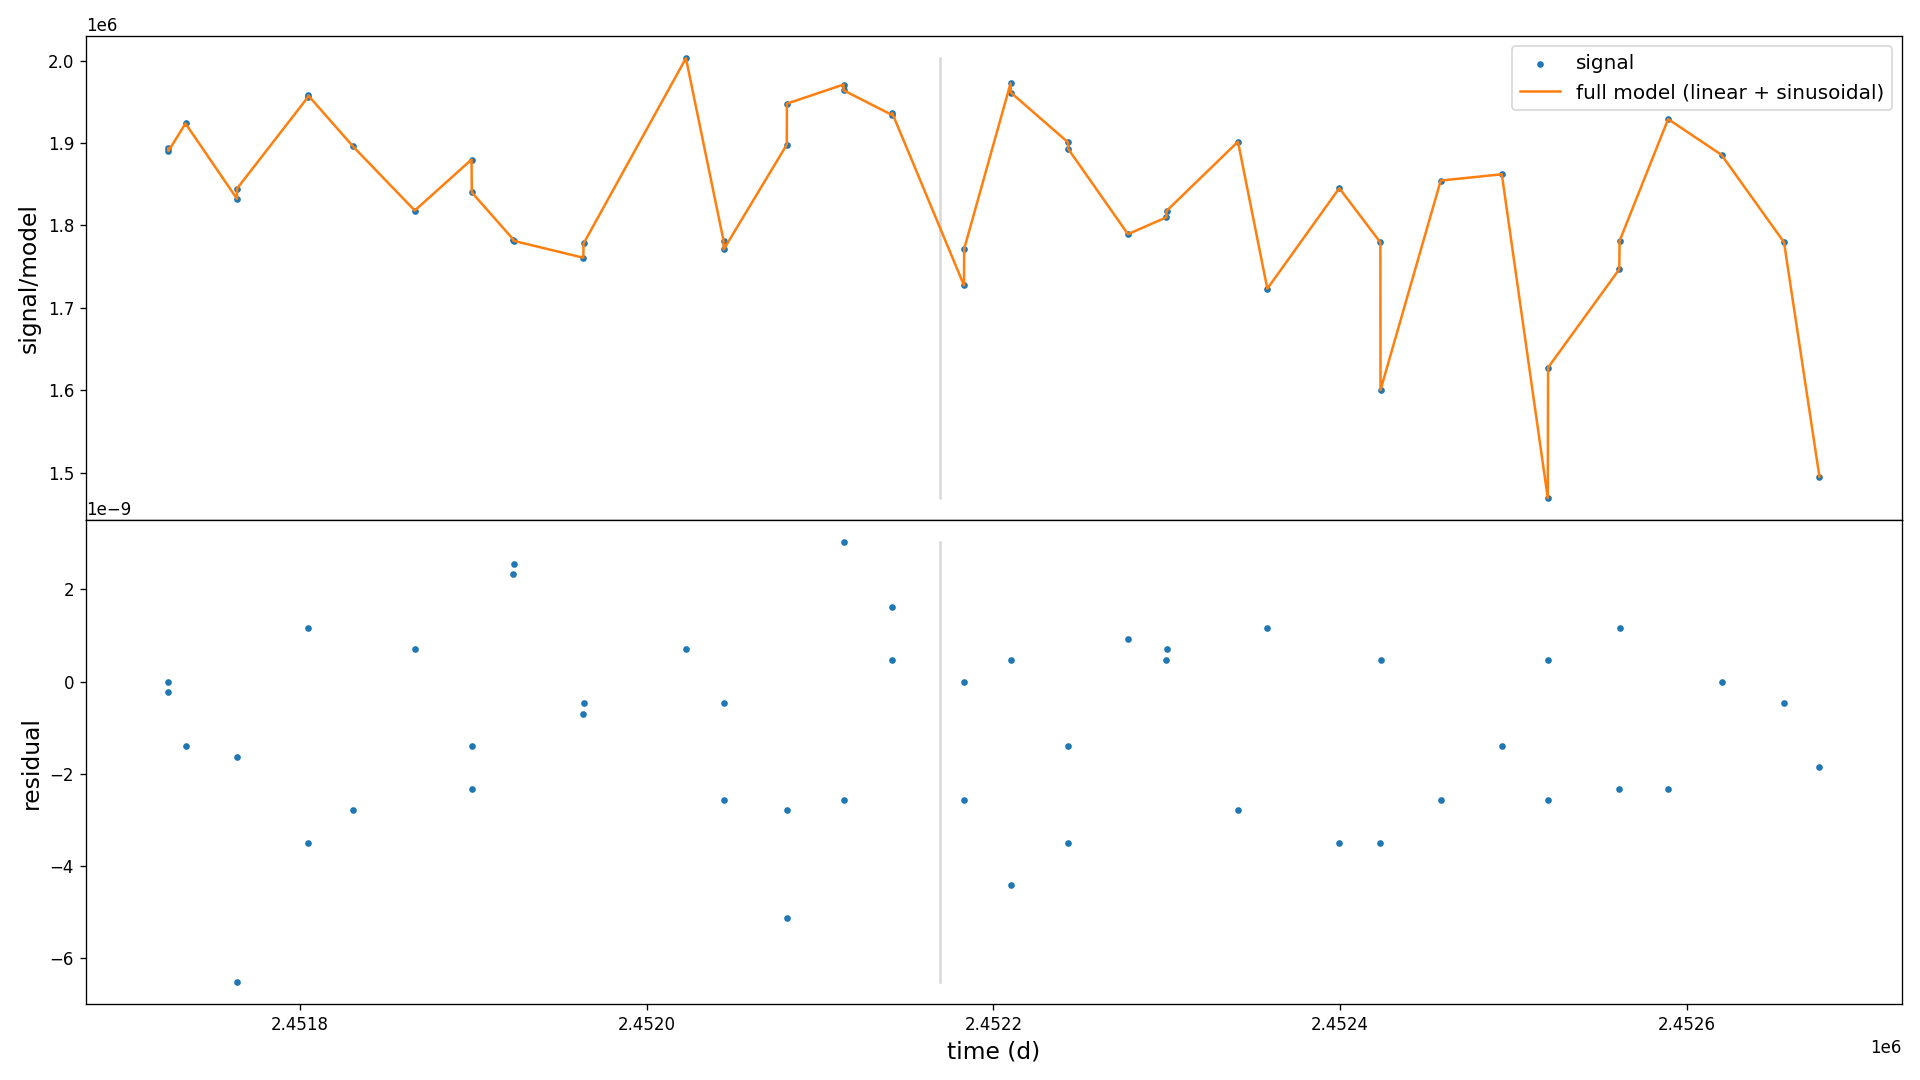 1e6
2.0
1.9
1.8
1.7
1.6
1.5
signal/model
signal
full model (linear + sinusoidal)
1e−9
2
0
−2
−4
−6
residual
2.4518
2.4520
2.4522
2.4524
2.4526
time (d)
1e6